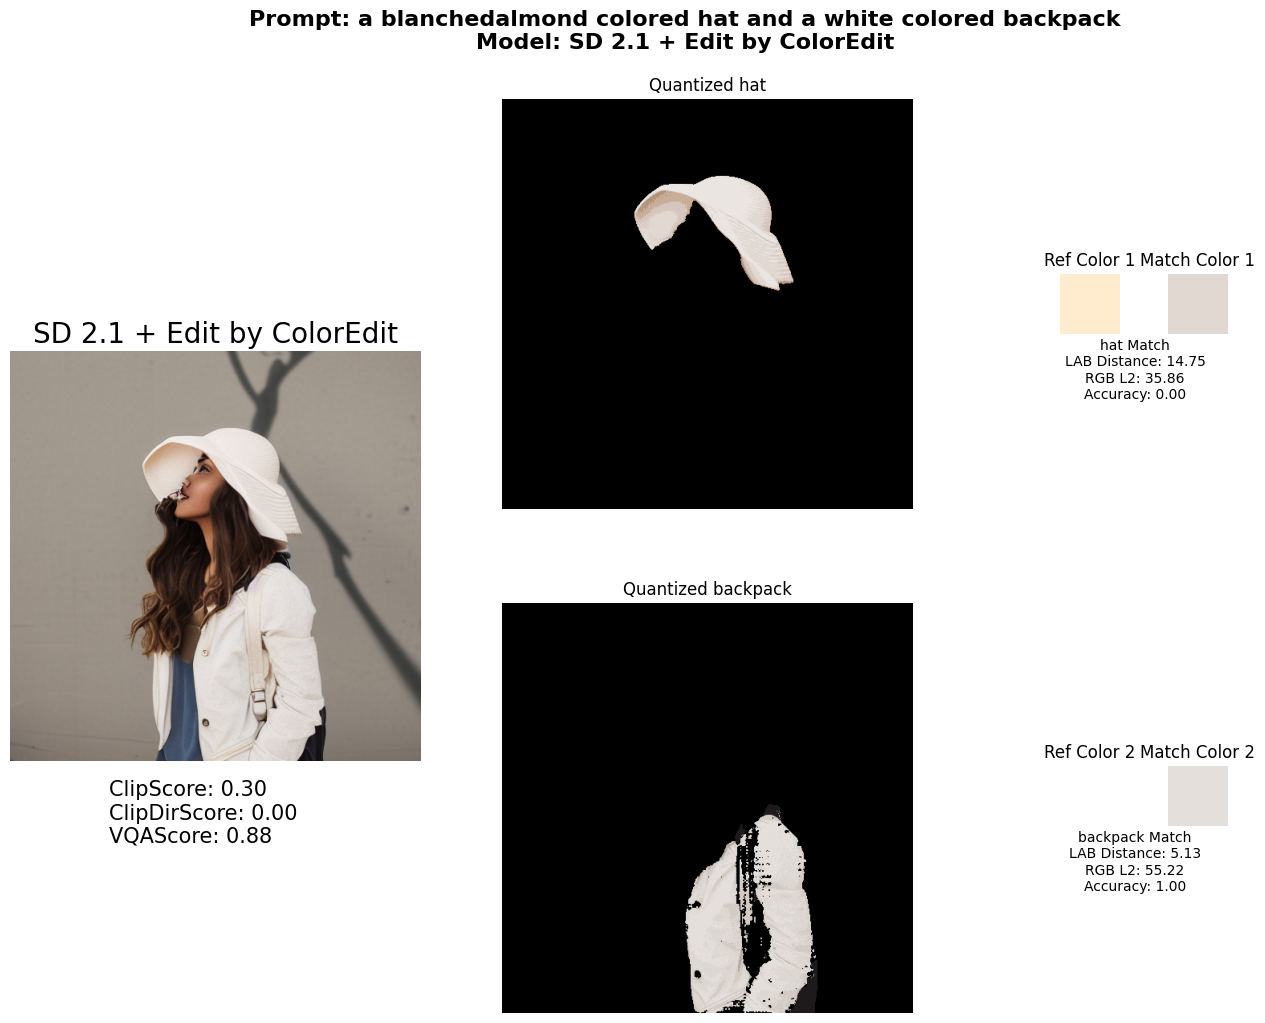 Prompt: a blanchedalmond colored hat and a white colored backpack
Model: SD 2.1 + Edit by ColorEdit
Quantized hat
Ref Color 1 Match Color 1
hat Match
LAB Distance: 14.75
RGB L2: 35.86
Accuracy: 0.00
SD 2.1 + Edit by ColorEdit
ClipScore: 0.30
ClipDirScore: 0.00
VQAScore: 0.88
Quantized backpack
Ref Color 2 Match Color 2
backpack Match
LAB Distance: 5.13
RGB L2: 55.22
Accuracy: 1.00